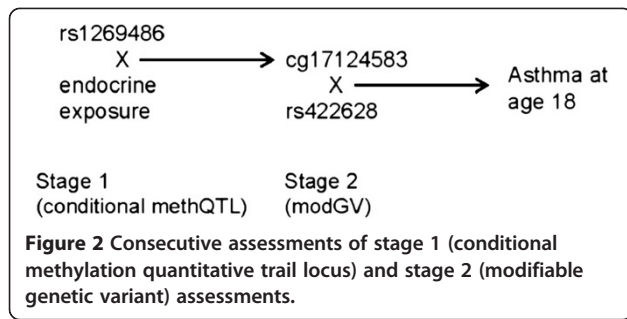 rs1269486
X
endocrine
exposure
cg17124583
X
rs422628
Asthma at
age 18
Stage 1
(conditional methQTL)
Stage 2
(modGV)
Figure 2 Consecutive assessments of stage 1 (conditional
methylation quantitative trail locus) and stage 2 (modifiable
genetic variant) assessments.